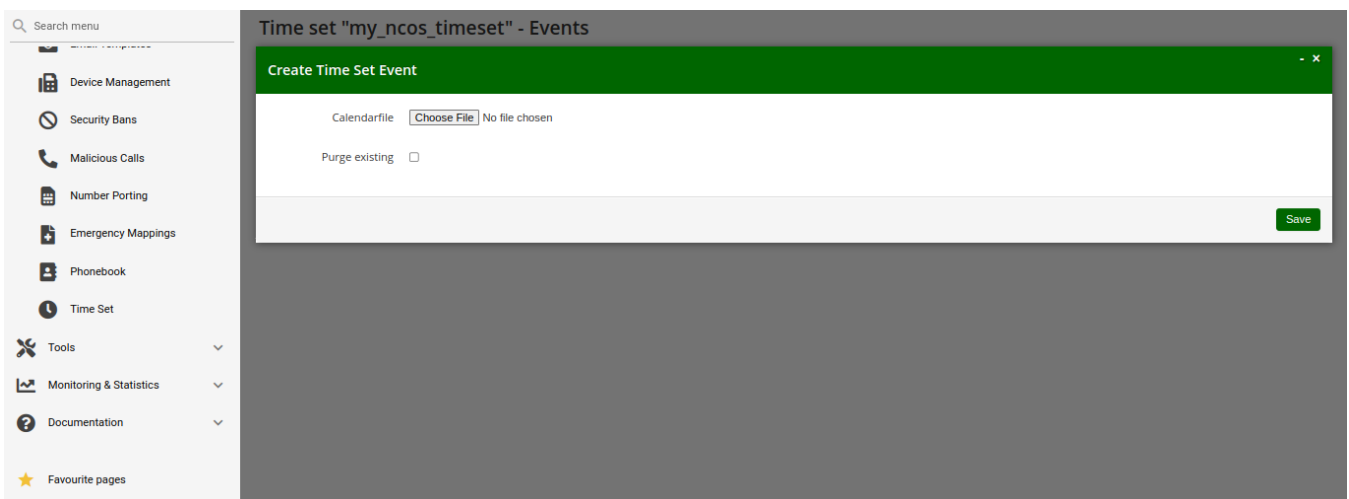 Search menu
Device Management
Security Bans
Malicious Calls
Number Porting
Emergency Mappings
Phonebook
Time Set
Tools
Monitoring & Statistics
Documentation
Favourite pages
Time set "my_ncos_timeset" - Events
Create Time Set Event
Calendarfile Choose File No file chosen
Purge existing
Save